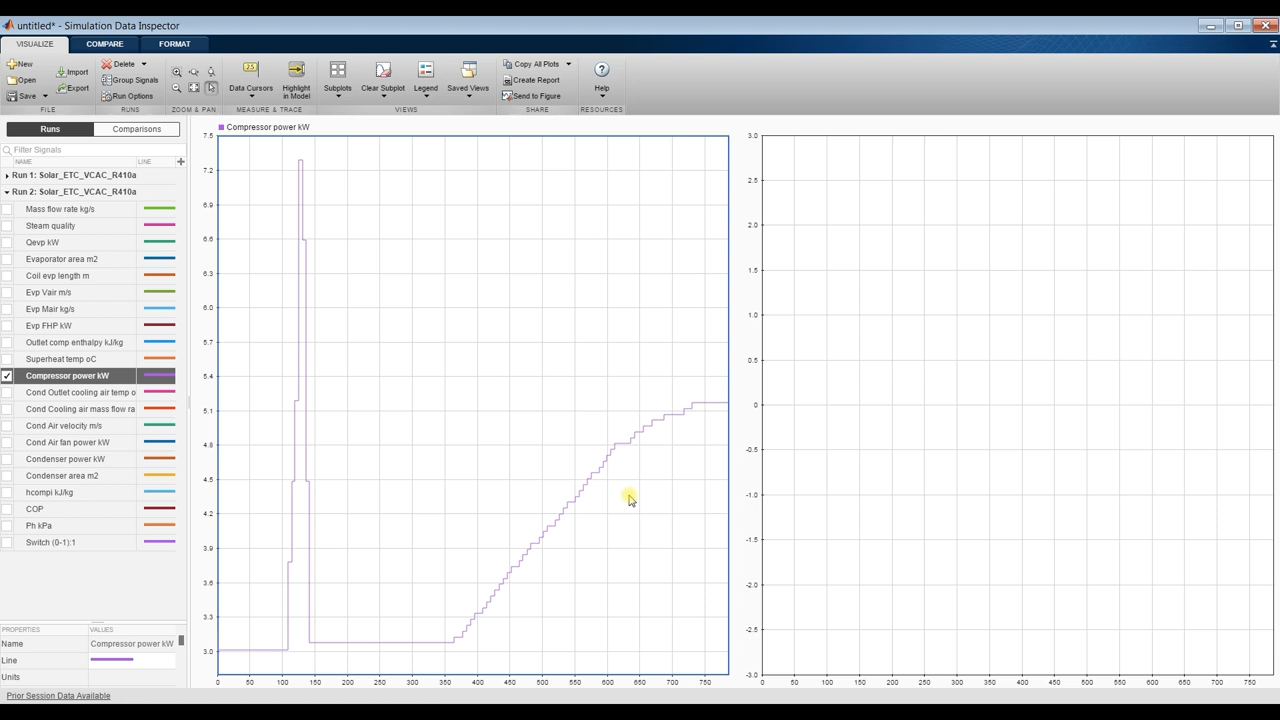 untitled* - Simulation Data Inspector
VISUALIZE COMPARE FORMAT
New
Open
Save
Import
Export
FILE
Delete
Group Signals
Run Options
RUNS
ZOOM & PAN
Data Cursors
Highlight in Model
MEASURE & TRACE
Subplots
Clear Subplot
Legend
Saved Views
VIEWS
Copy All Plots
Create Report
Send to Figure
SHARE
Help
RESOURCES
Runs Comparisons
Filter Signals
NAME LINE
Run 1: Solar_ETC_VCAC_R410a
Run 2: Solar_ETC_VCAC_R410a
Mass flow rate kg/s
Steam quality
Qevp kW
Evaporator area m2
Coil evp length m
Evp Vair m/s
Evp Mair kg/s
Evp FHP kW
Outlet comp enthalpy kJ/kg
Superheat temp oC
Compressor power kW
Cond Outlet cooling air temp o
Cond Cooling air mass flow ra
Cond Air velocity m/s
Cond Air fan power kW
Condenser power kW
Condenser area m2
hcompi kJ/kg
COP
Ph kPa
Switch (0-1):1
PROPERTIES VALUES
Name Compressor power kW
Line
Units
Prior Session Data Available
Compressor power kW
7.5
7.2
6.9
6.6
6.3
6.0
5.7
5.4
5.1
4.8
4.5
4.2
3.9
3.6
3.3
3.0
0 50 100 150 200 250 300 350 400 450 500 550 600 650 700 750
3.0
2.5
2.0
1.5
1.0
0.5
0
-0.5
-1.0
-1.5
-2.0
-2.5
-3.0
0 50 100 150 200 250 300 350 400 450 500 550 600 650 700 750